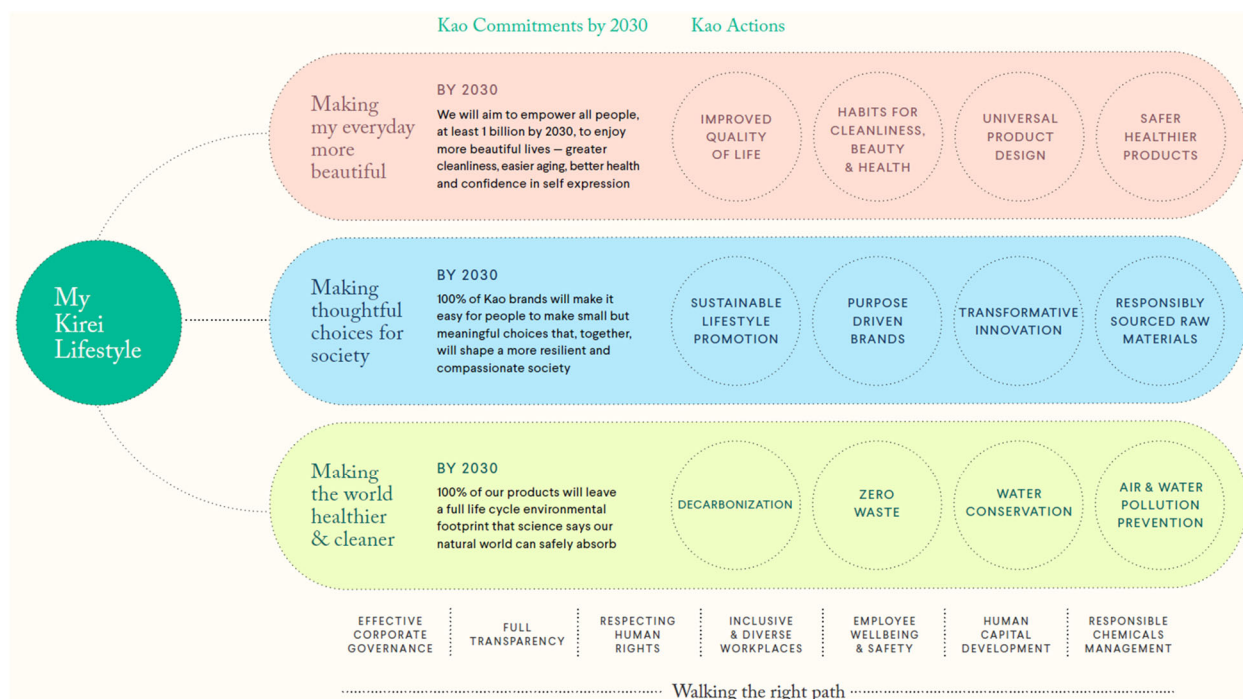 Kao Commitments by 2030
Kao Actions
My
Kirei
Lifestyle
Making
my everyday
more
beautiful
BY 2030
We will aim to empower all people,
at least 1 billion by 2030, to enjoy
more beautiful lives — greater
cleanliness, easier aging, better health
and confidence in self expression
IMPROVED
QUALITY
OF LIFE
HABITS FOR
CLEANLINESS,
BEAUTY
& HEALTH
UNIVERSAL
PRODUCT
DESIGN
SAFER
HEALTHIER
PRODUCTS
Making
thoughtful
choices for
society
BY 2030
100% of Kao brands will make it
easy for people to make small but
meaningful choices that, together,
will shape a more resilient and
compassionate society
SUSTAINABLE
LIFESTYLE
PROMOTION
PURPOSE
DRIVEN
BRANDS
TRANSFORMATIVE
INNOVATION
RESPONSIBLY
SOURCED RAW
MATERIALS
Making
the world
healthier
& cleaner
BY 2030
100% of our products will leave
a full life cycle environmental
footprint that science says our
natural world can safely absorb
DECARBONIZATION
ZERO
WASTE
WATER
CONSERVATION
AIR & WATER
POLLUTION
PREVENTION
EFFECTIVE
CORPORATE
GOVERNANCE
FULL
TRANSPARENCY
RESPECTING
HUMAN
RIGHTS
INCLUSIVE
& DIVERSE
WORKPLACES
EMPLOYEE
WELLBEING
& SAFETY
HUMAN
CAPITAL
DEVELOPMENT
RESPONSIBLE
CHEMICALS
MANAGEMENT
Walking the right path